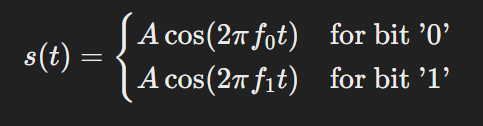 s(t) = { A cos(2πf₀t) for bit '0'
A cos(2πf₁t) for bit '1'